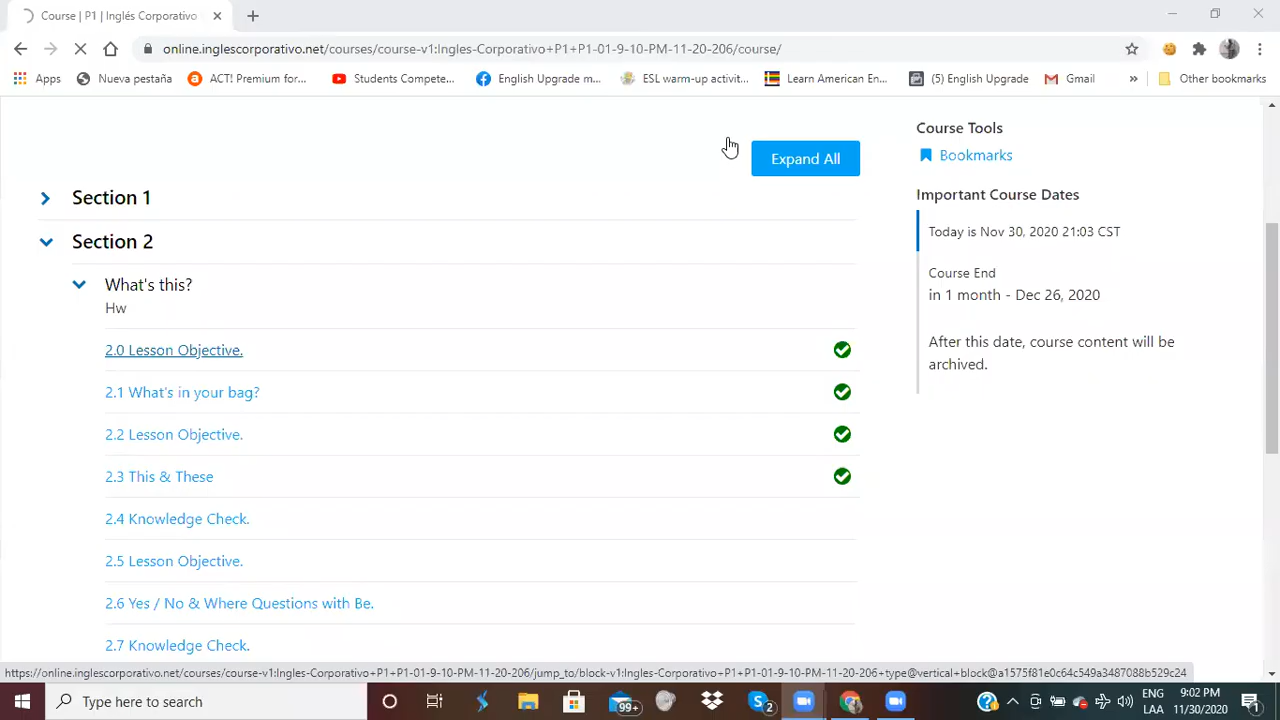 Course | P1 | Inglés Corporativo
online.inglescorporativo.net/courses/course-v1:Ingles-Corporativo+P1+P1-01-9-10-PM-11-20-206/course/
Apps
Nueva pestaña
ACT! Premium for...
Students Compete...
English Upgrade m...
ESL warm-up activit...
Learn American En...
(5) English Upgrade
Gmail
»
Other bookmarks
Expand All
Course Tools
Bookmarks
Important Course Dates
Today is Nov 30, 2020 21:03 CST
Course End
in 1 month - Dec 26, 2020
After this date, course content will be
archived.
Section 1
Section 2
What's this?
Hw
2.0 Lesson Objective.
2.1 What's in your bag?
2.2 Lesson Objective.
2.3 This & These
2.4 Knowledge Check.
2.5 Lesson Objective.
2.6 Yes / No & Where Questions with Be.
2.7 Knowledge Check.
https://online.inglescorporativo.net/courses/course-v1:Ingles-Corporativo+P1+P1-01-9-10-PM-11-20-206/jump_to/block-v1:Ingles-Corporativo+P1+P1-01-9-10-PM-11-20-206+type@vertical+block@a1575f81e0c64c549a3487088b529c24
Type here to search
99+
2
ENG
LAA
9:02 PM
11/30/2020
1